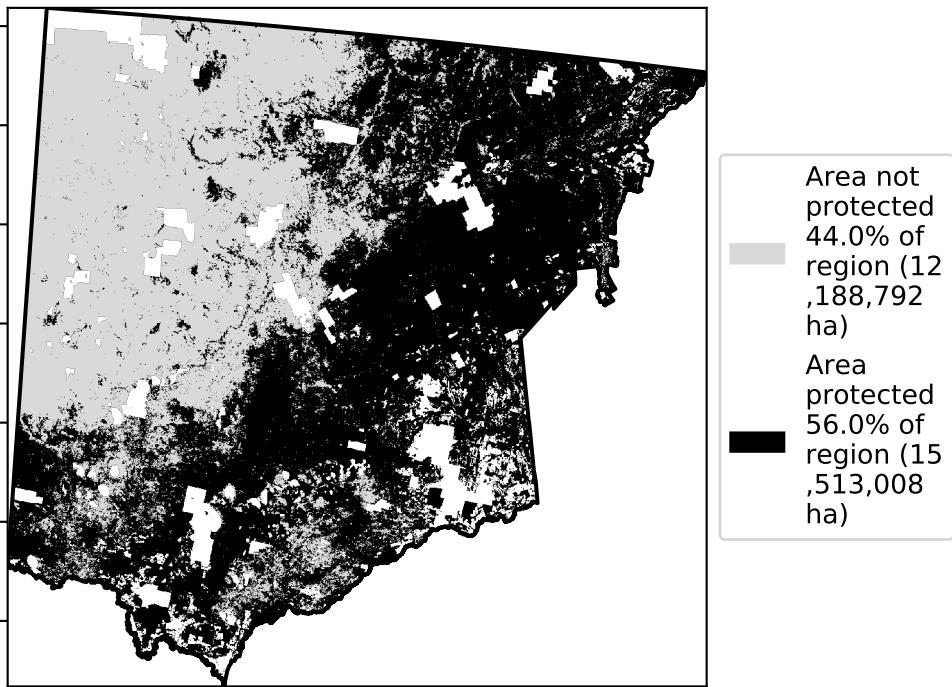 Area not
protected
44.0% of
region (12
,188,792
ha)
Area
protected
56.0% of
region (15
,513,008
ha)